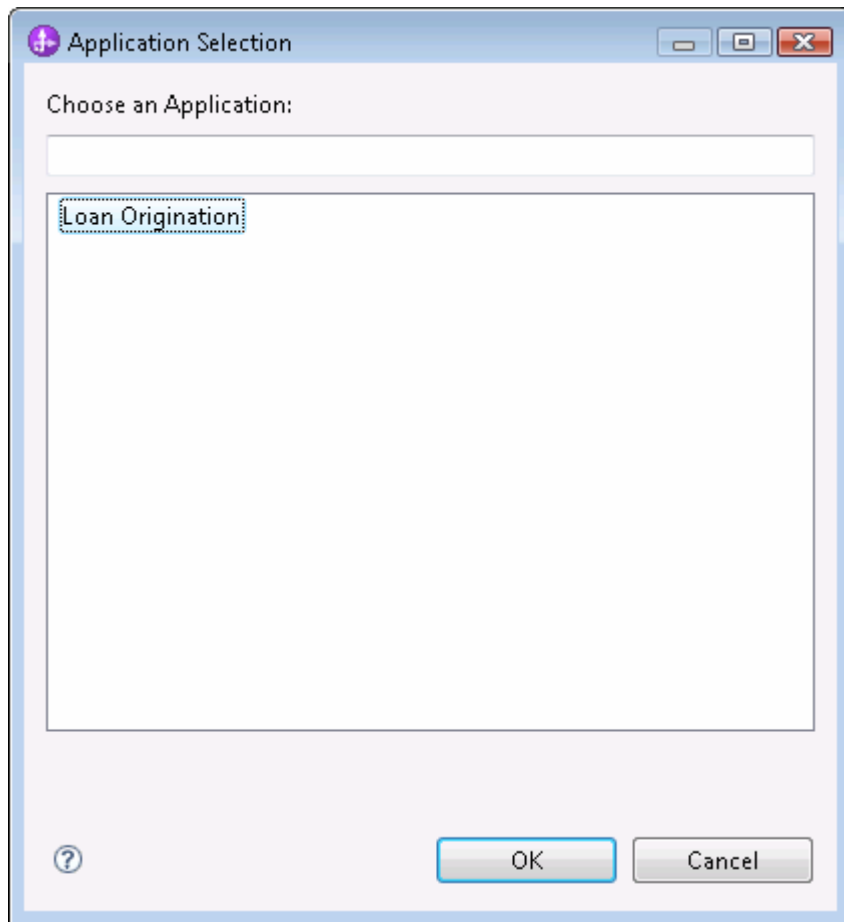 Application Selection
Choose an Application:
Loan Origination
OK
Cancel